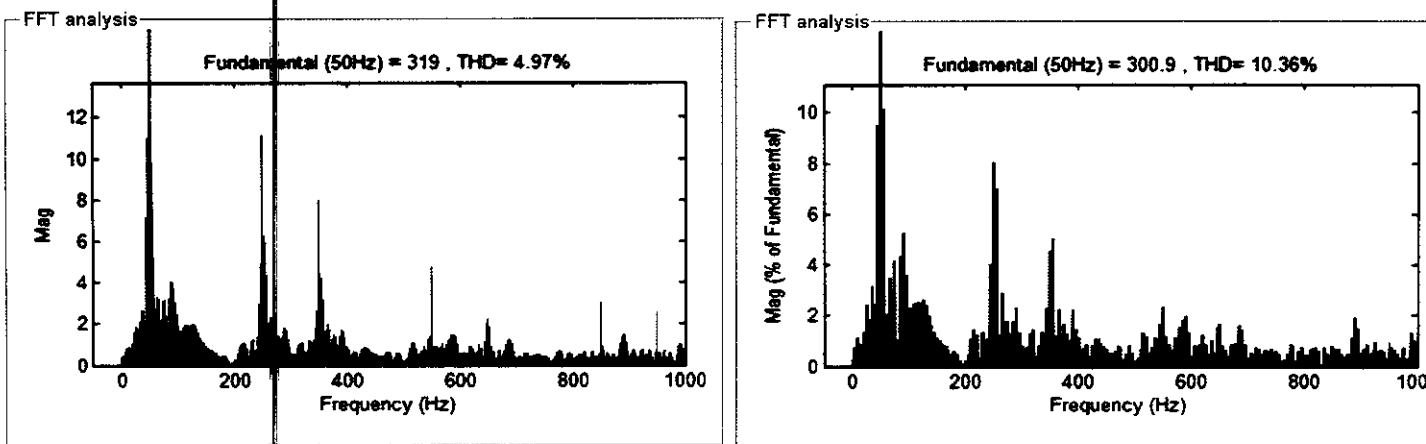 FFT analysis
Fundamental (50Hz) = 319 , THD= 4.97%
Mag
12
10
8
6
4
2
0
0 200 400 600 800 1000
Frequency (Hz)
FFT analysis
Fundamental (50Hz) = 300.9 , THD= 10.36%
Mag (% of Fundamental)
10
8
6
4
2
0
0 200 400 600 800 100
Frequency (Hz)